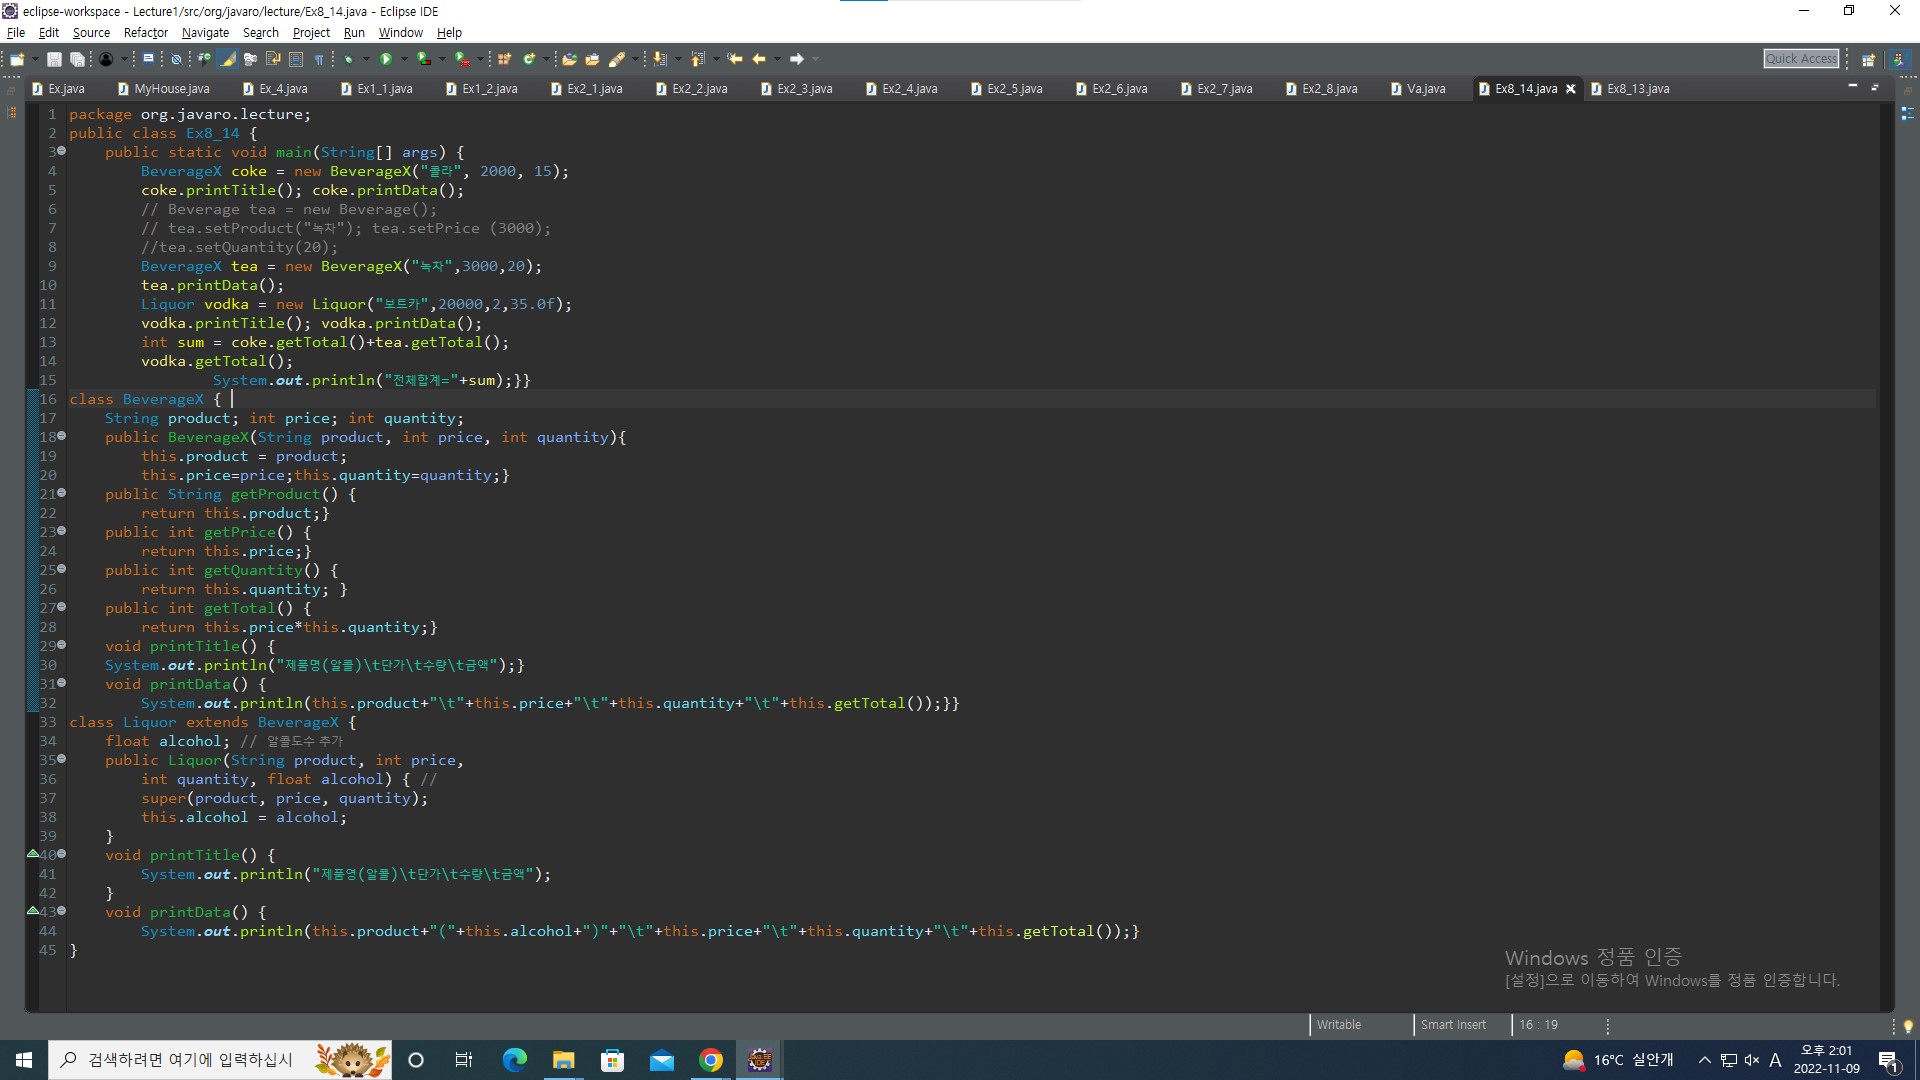 eclipse-workspace - Lecture1/src/org/javaro/lecture/Ex8_14.java - Eclipse IDE
File Edit Source Refactor Navigate Search Project Run Window Help
Quick Access
Ex.java MyHouse.java Ex_4.java Ex1_1.java Ex1_2.java Ex2_1.java Ex2_2.java Ex2_3.java Ex2_4.java Ex2_5.java Ex2_6.java Ex2_7.java Ex2_8.java Va.java Ex8_14.java Ex8_13.java
1 package org.javaro.lecture;
2 public class Ex8_14 {
3 public static void main(String[] args) {
4 BeverageX coke = new BeverageX("콜라", 2000, 15);
5 coke.printTitle(); coke.printData();
6 // Beverage tea = new Beverage();
7 // tea.setProduct("녹차"); tea.setPrice (3000);
8 //tea.setQuantity(20);
9 BeverageX tea = new BeverageX("녹차",3000,20);
10 tea.printData();
11 Liquor vodka = new Liquor("보트카",20000,2,35.0f);
12 vodka.printTitle(); vodka.printData();
13 int sum = coke.getTotal()+tea.getTotal();
14 vodka.getTotal();
15 System.out.println("전체합계="+sum);}}
16 class BeverageX {
17 String product; int price; int quantity;
18 public BeverageX(String product, int price, int quantity){
19 this.product = product;
20 this.price=price;this.quantity=quantity;}
21 public String getProduct() {
22 return this.product;}
23 public int getPrice() {
24 return this.price;}
25 public int getQuantity() {
26 return this.quantity; }
27 public int getTotal() {
28 return this.price*this.quantity;}
29 void printTitle() {
30 System.out.println("제품명(알콜)\t단가\t수량\t금액");}
31 void printData() {
32 System.out.println(this.product+"\t"+this.price+"\t"+this.quantity+"\t"+this.getTotal());}}
33 class Liquor extends BeverageX {
34 float alcohol; // 알콜도수 추가
35 public Liquor(String product, int price,
36 int quantity, float alcohol) { //
37 super(product, price, quantity);
38 this.alcohol = alcohol;
39 }
40 void printTitle() {
41 System.out.println("제품명(알콜)\t단가\t수량\t금액");
42 }
43 void printData() {
44 System.out.println(this.product+"("+this.alcohol+")"+"\t"+this.price+"\t"+this.quantity+"\t"+this.getTotal());}
45 }
Windows 정품 인증
[설정]으로 이동하여 Windows를 정품 인증합니다.
Writable Smart Insert 16 : 19
검색하려면 여기에 입력하십시
16°C 실안개 A 오후 2:01
2022-11-09 1